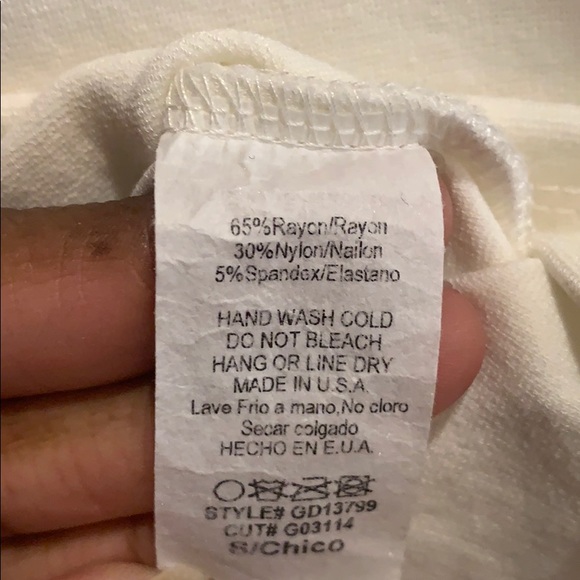 65%Rayon/Rayon
30%Nylon/Nailon
5%Spandex/Elastano
HAND WASH COLD
DO NOT BLEACH
HANG OR LINE DRY
MADE IN U.S.A.
Lave Frio a mano,No cloro
Secar colgado
HECHO EN E.U.A.
STYLE# GD13799
CUT# G03114
S/Chico